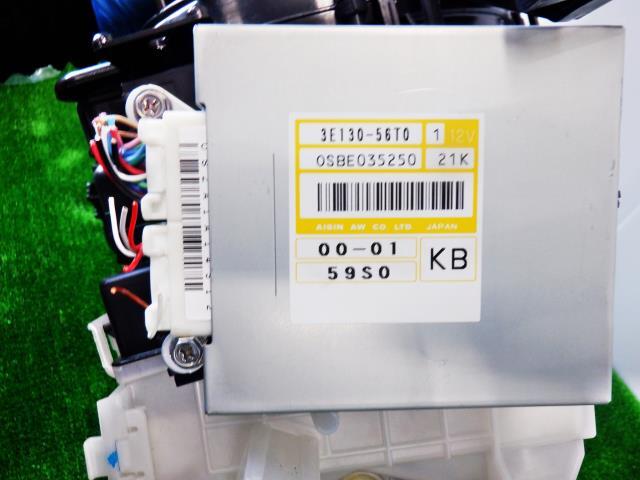 3E130-56T0 1 12V
0SBE035250 21K
AISIN AW CO. LTD. JAPAN
00-01 KB
59S0